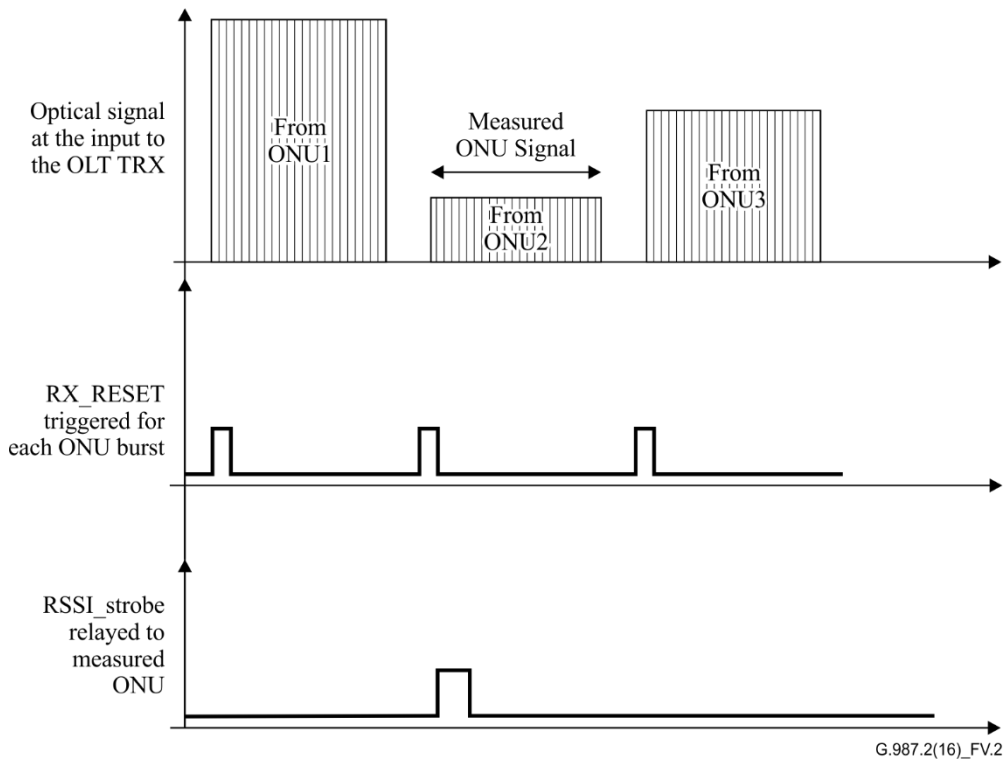 Optical signal
at the input to
the OLT TRX
From
ONU1
Measured
ONU Signal
From
ONU2
From
ONU3
RX_RESET
triggered for
each ONU burst
RSSI_strobe
relayed to
measured
ONU
G.987.2(16)_FV.2